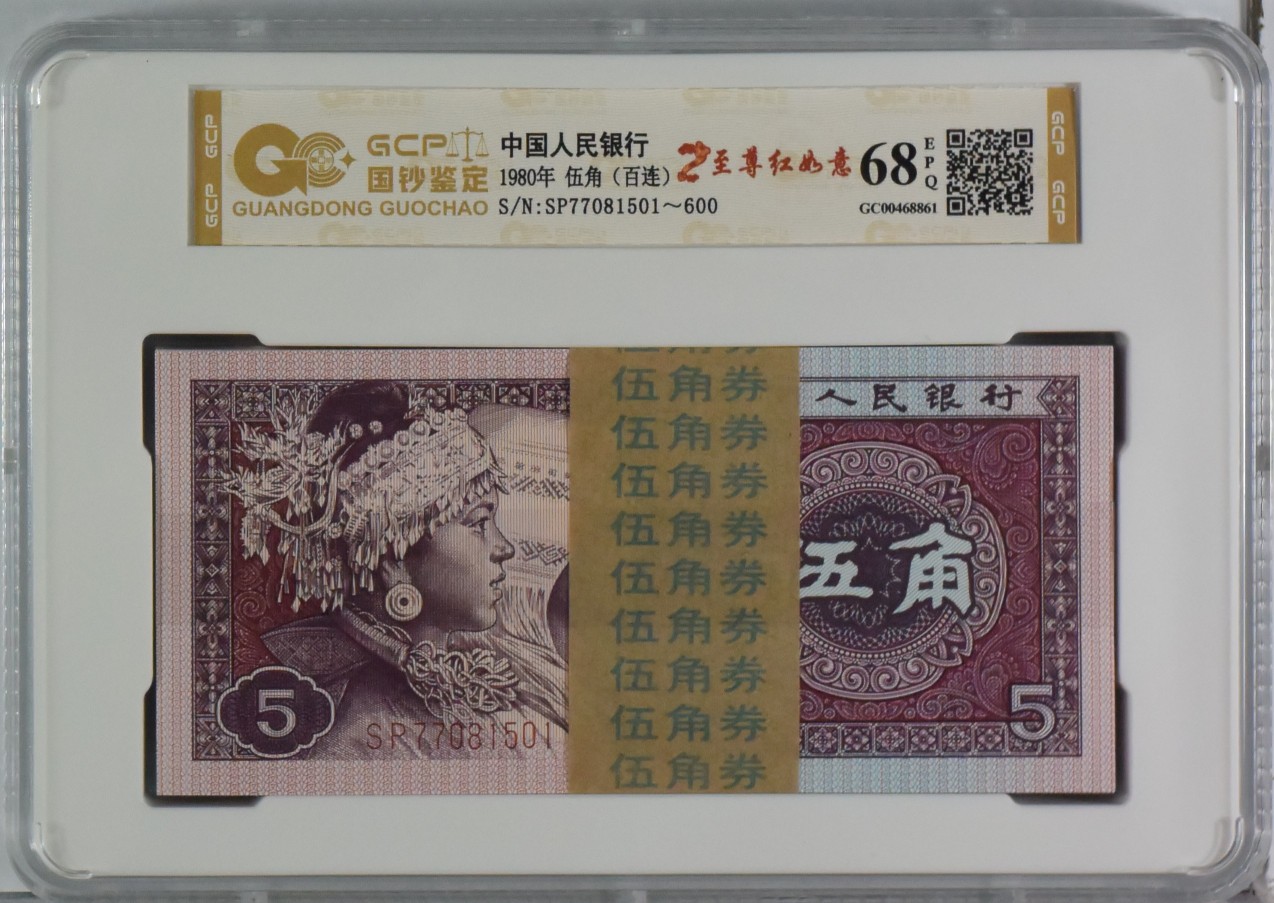 GCP
GCP
GCP
国钞鉴定
GUANGDONG GUOCHAO
中国人民银行
1980年 伍角（百连）
S/N:SP77081501～600
至尊红如意
68
EPQ
GC00468861
GCP
GCP
人民银行
伍角券
伍角券
伍角券
伍角券
伍角券
伍角券
伍角券
伍角券
伍角券
伍角
5
SP77081501
5